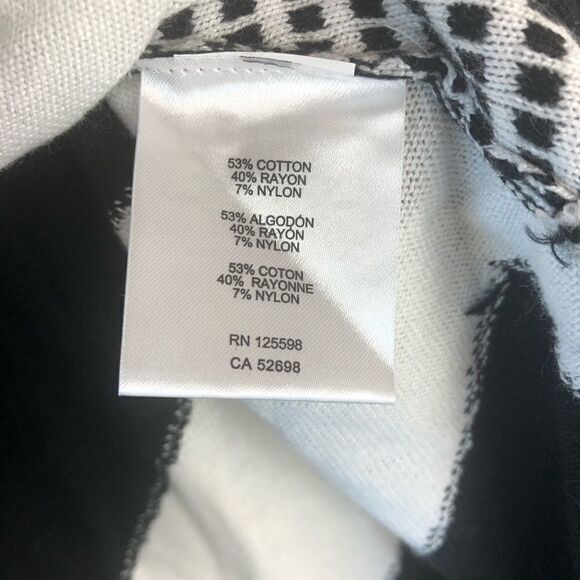 53% COTTON
40% RAYON
7% NYLON
53% ALGODÓN
40% RAYÓN
7% NYLON
53% COTON
40% RAYONNE
7% NYLON
RN 125598
CA 52698